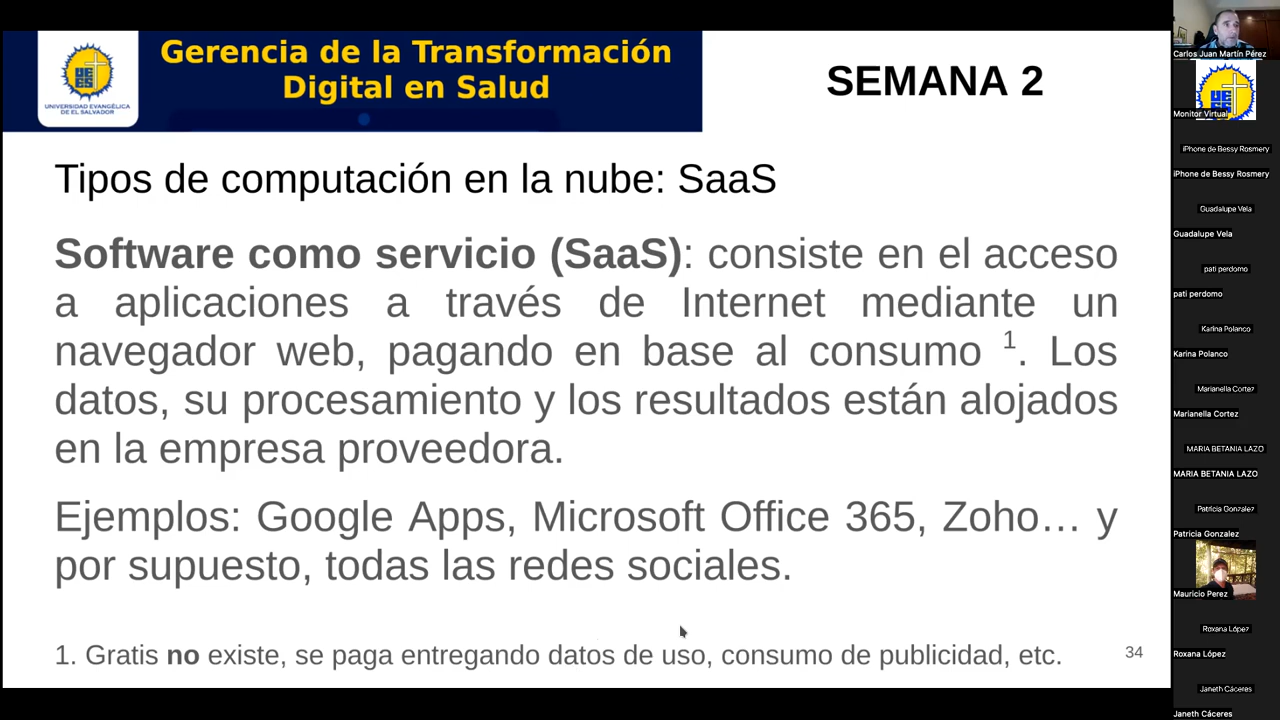 Gerencia de la Transformación
Digital en Salud
UNIVERSIDAD EVANGÉLICA
DE EL SALVADOR
SEMANA 2
Tipos de computación en la nube: SaaS
Software como servicio (SaaS): consiste en el acceso
a aplicaciones a través de Internet mediante un
navegador web, pagando en base al consumo 1. Los
datos, su procesamiento y los resultados están alojados
en la empresa proveedora.
Ejemplos: Google Apps, Microsoft Office 365, Zoho… y
por supuesto, todas las redes sociales.
1. Gratis no existe, se paga entregando datos de uso, consumo de publicidad, etc.
34
Carlos Juan Martín Pérez
Monitor Virtual
iPhone de Bessy Rosmery
iPhone de Bessy Rosmery
Guadalupe Vela
Guadalupe Vela
pati perdomo
pati perdomo
Karina Polanco
Karina Polanco
Marianella Cortez
Marianella Cortez
MARIA BETANIA LAZO
MARIA BETANIA LAZO
Patricia Gonzalez
Patricia Gonzalez
Mauricio Perez
Roxana López
Roxana López
Janeth Cáceres
Janeth Cáceres